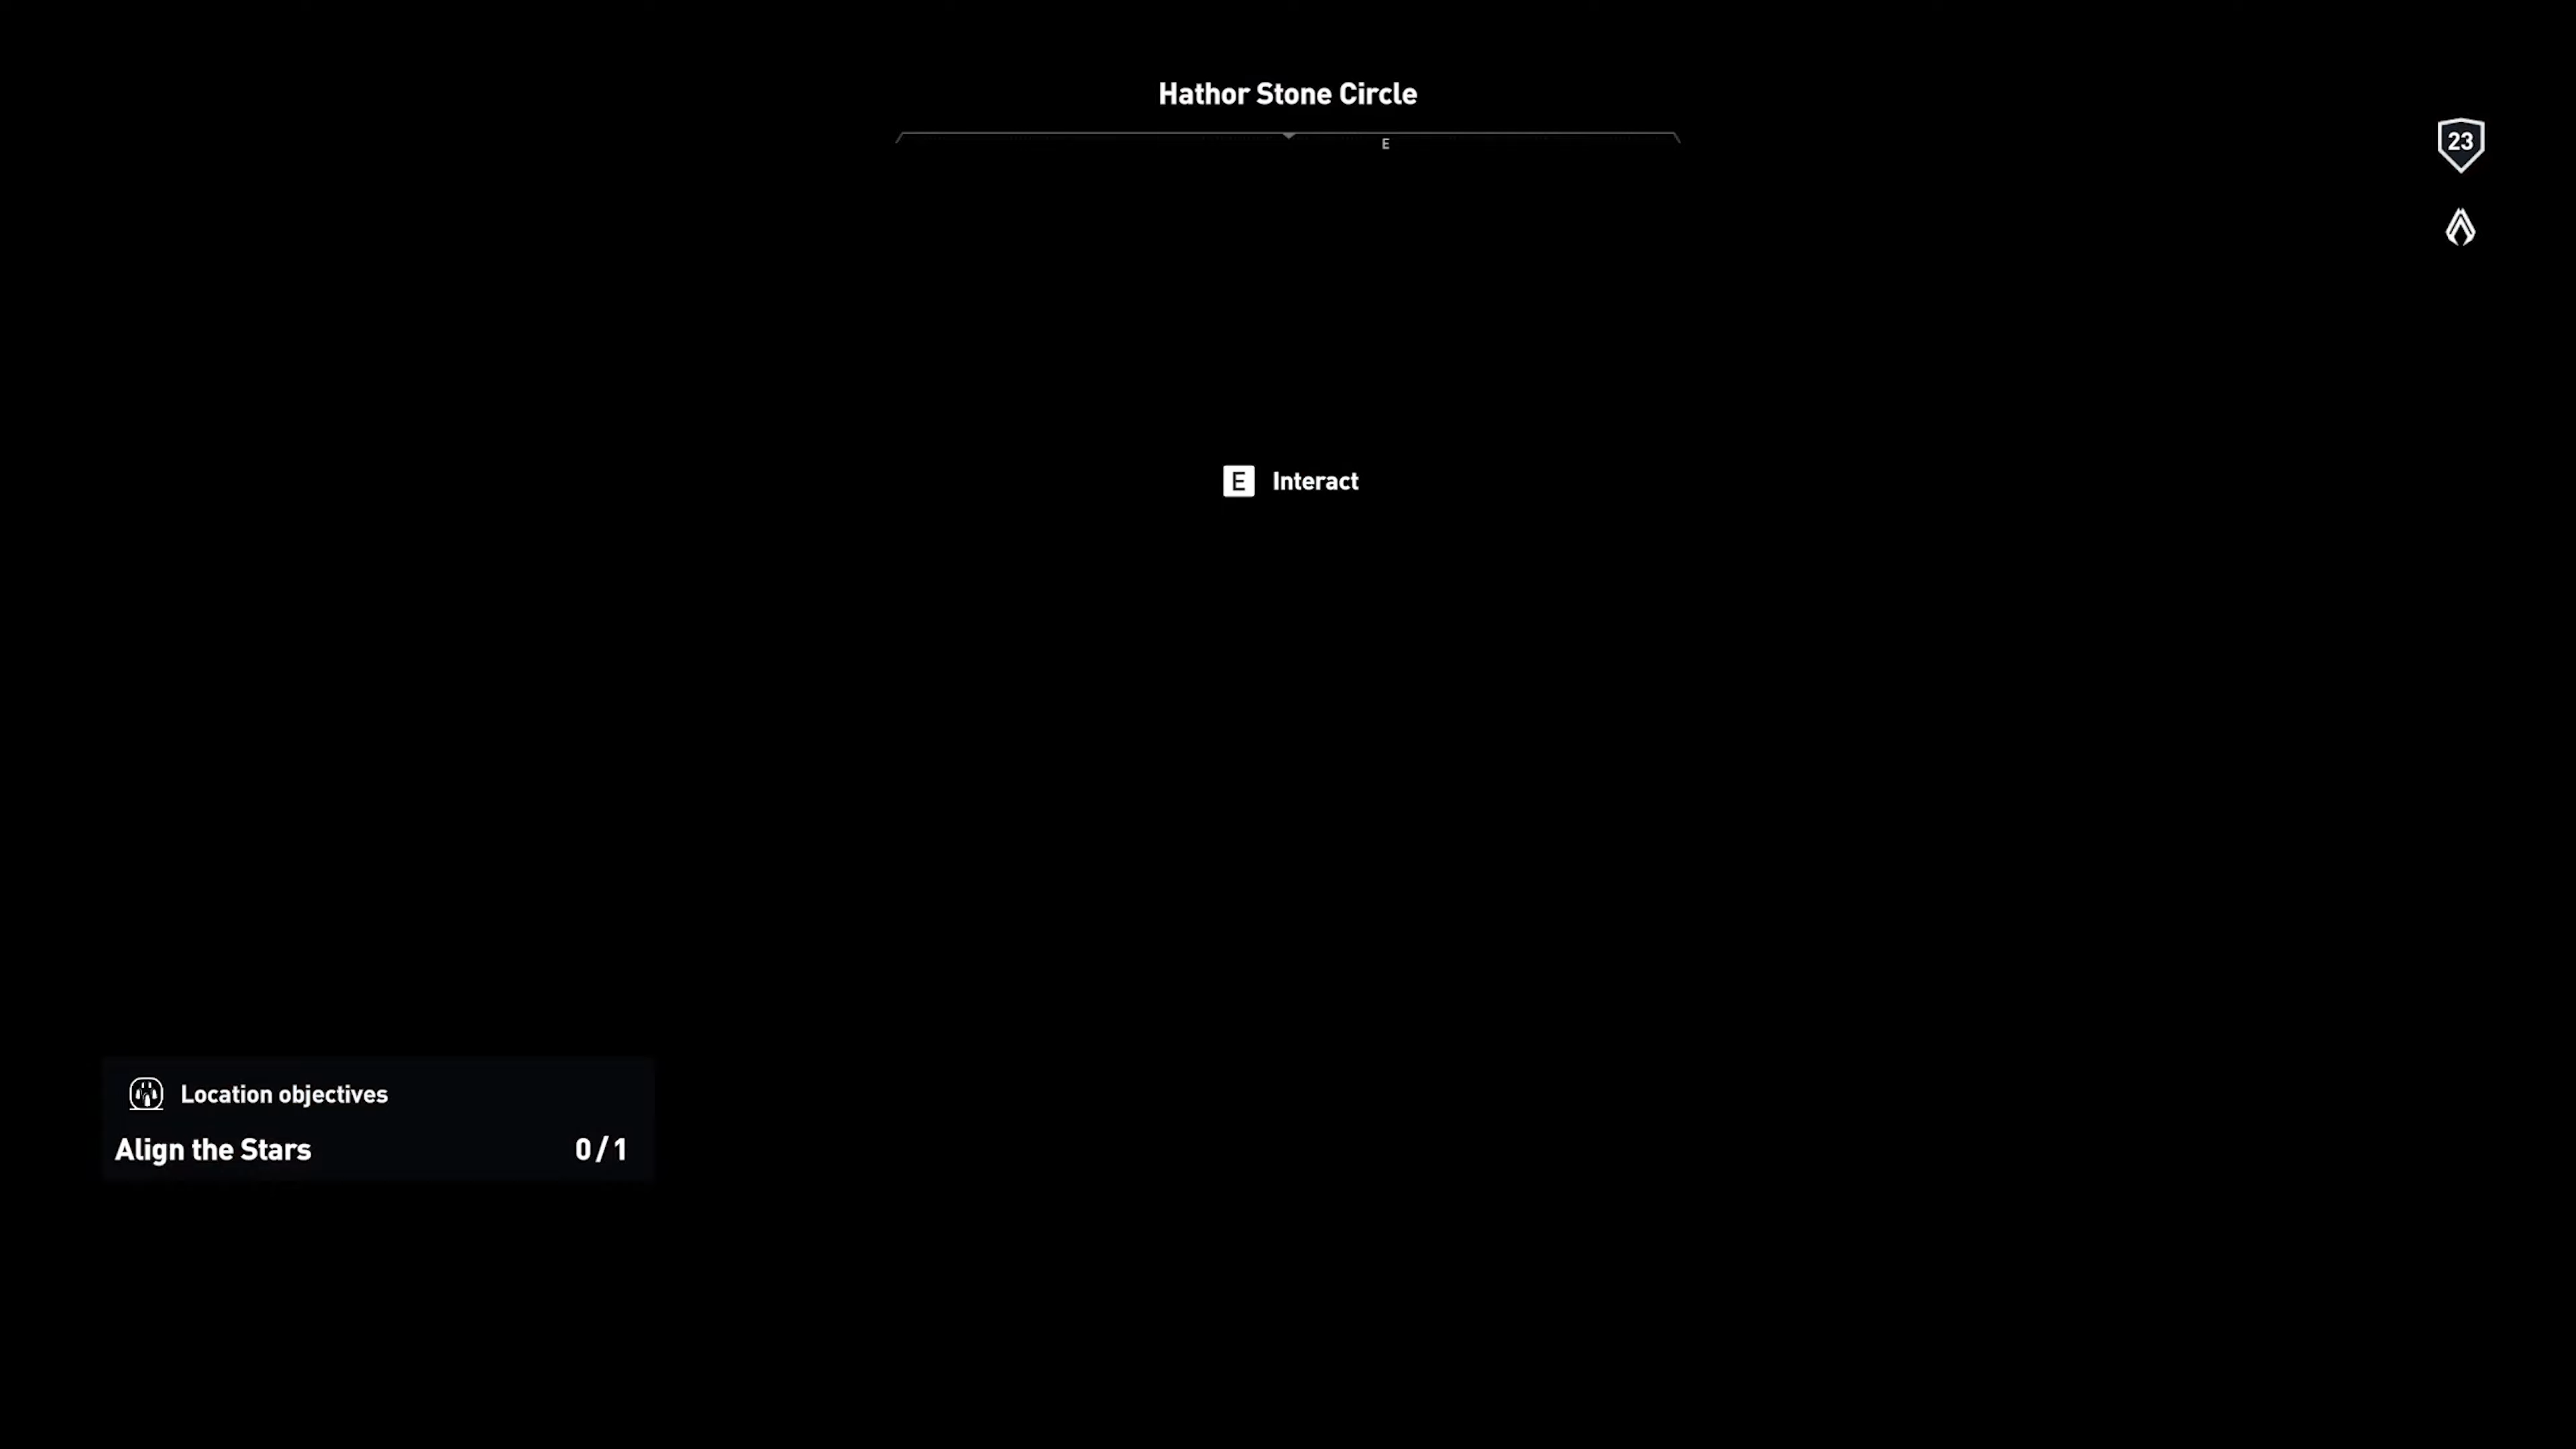 Hathor Stone Circle
E
23
E Interact
Location objectives
Align the Stars 0/1